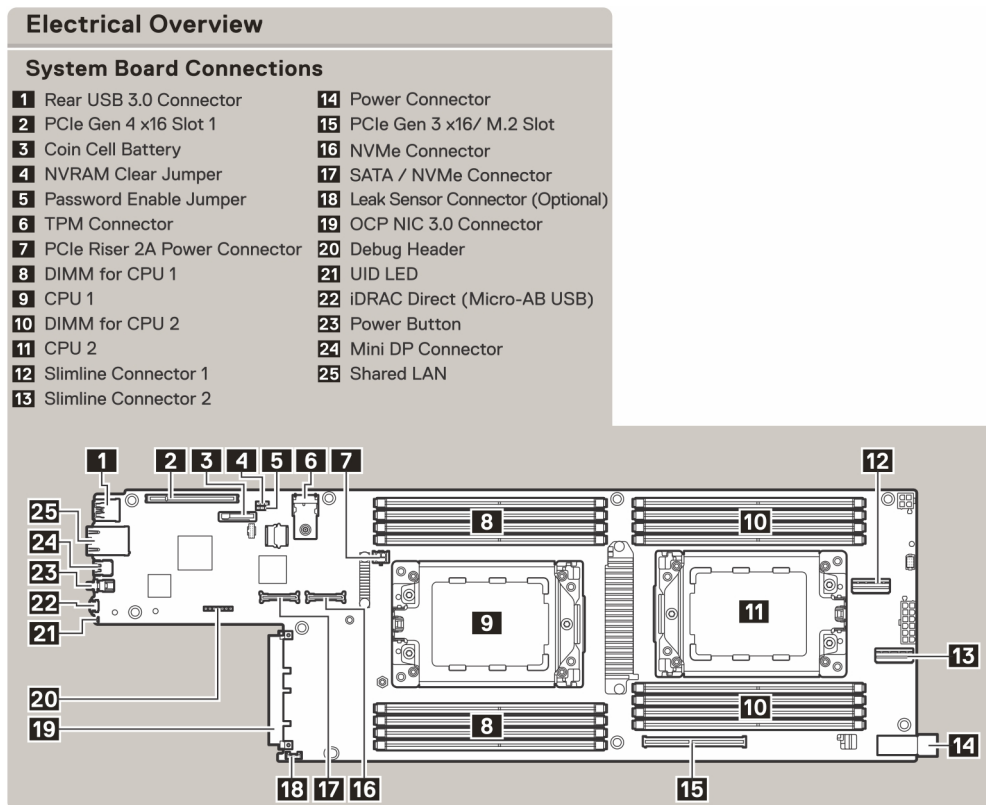 Electrical Overview
System Board Connections
1 Rear USB 3.0 Connector
2 PCIe Gen 4 x16 Slot 1
3 Coin Cell Battery
4 NVRAM Clear Jumper
5 Password Enable Jumper
6 TPM Connector
7 PCIe Riser 2A Power Connector
8 DIMM for CPU 1
9 CPU 1
10 DIMM for CPU 2
11 CPU 2
12 Slimline Connector 1
13 Slimline Connector 2
14 Power Connector
15 PCIe Gen 3 x16/ M.2 Slot
16 NVMe Connector
17 SATA / NVMe Connector
18 Leak Sensor Connector (Optional)
19 OCP NIC 3.0 Connector
20 Debug Header
21 UID LED
22 iDRAC Direct (Micro-AB USB)
23 Power Button
24 Mini DP Connector
25 Shared LAN
1 2 3 4 5 6 7 12
25 8 10
24
23
22 9 11
21
13
20 10
19 8
14
18 17 16 15